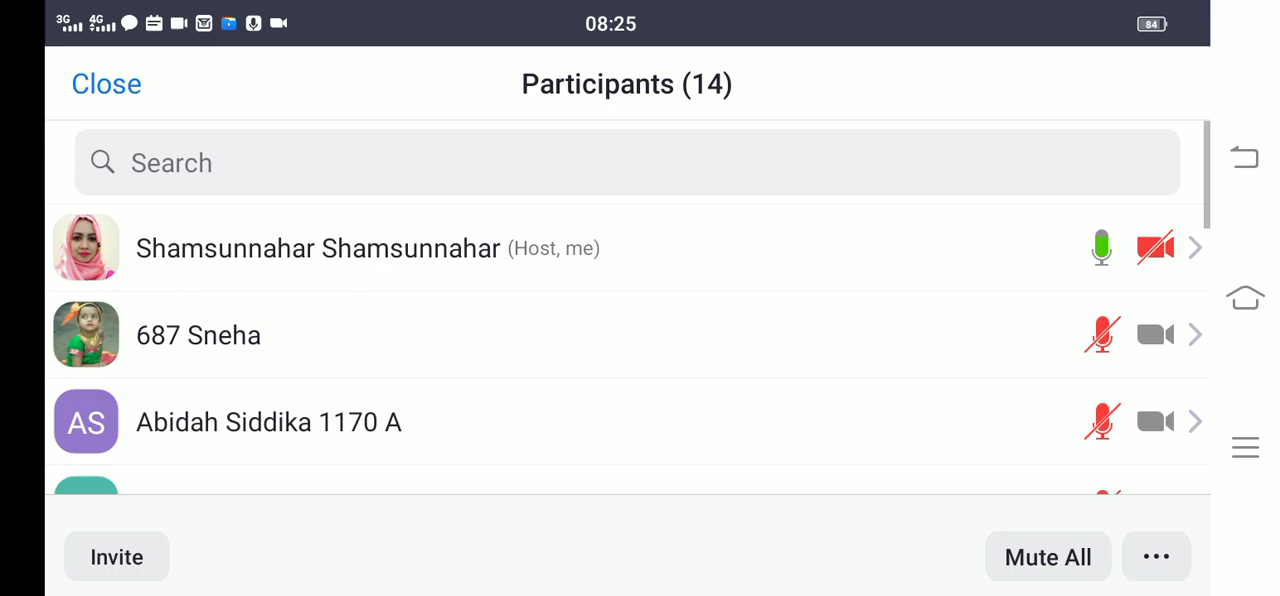 3G 4G 08:25 84
Close Participants (14)
Search
Shamsunnahar Shamsunnahar (Host, me)
687 Sneha
AS Abidah Siddika 1170 A
Invite Mute All